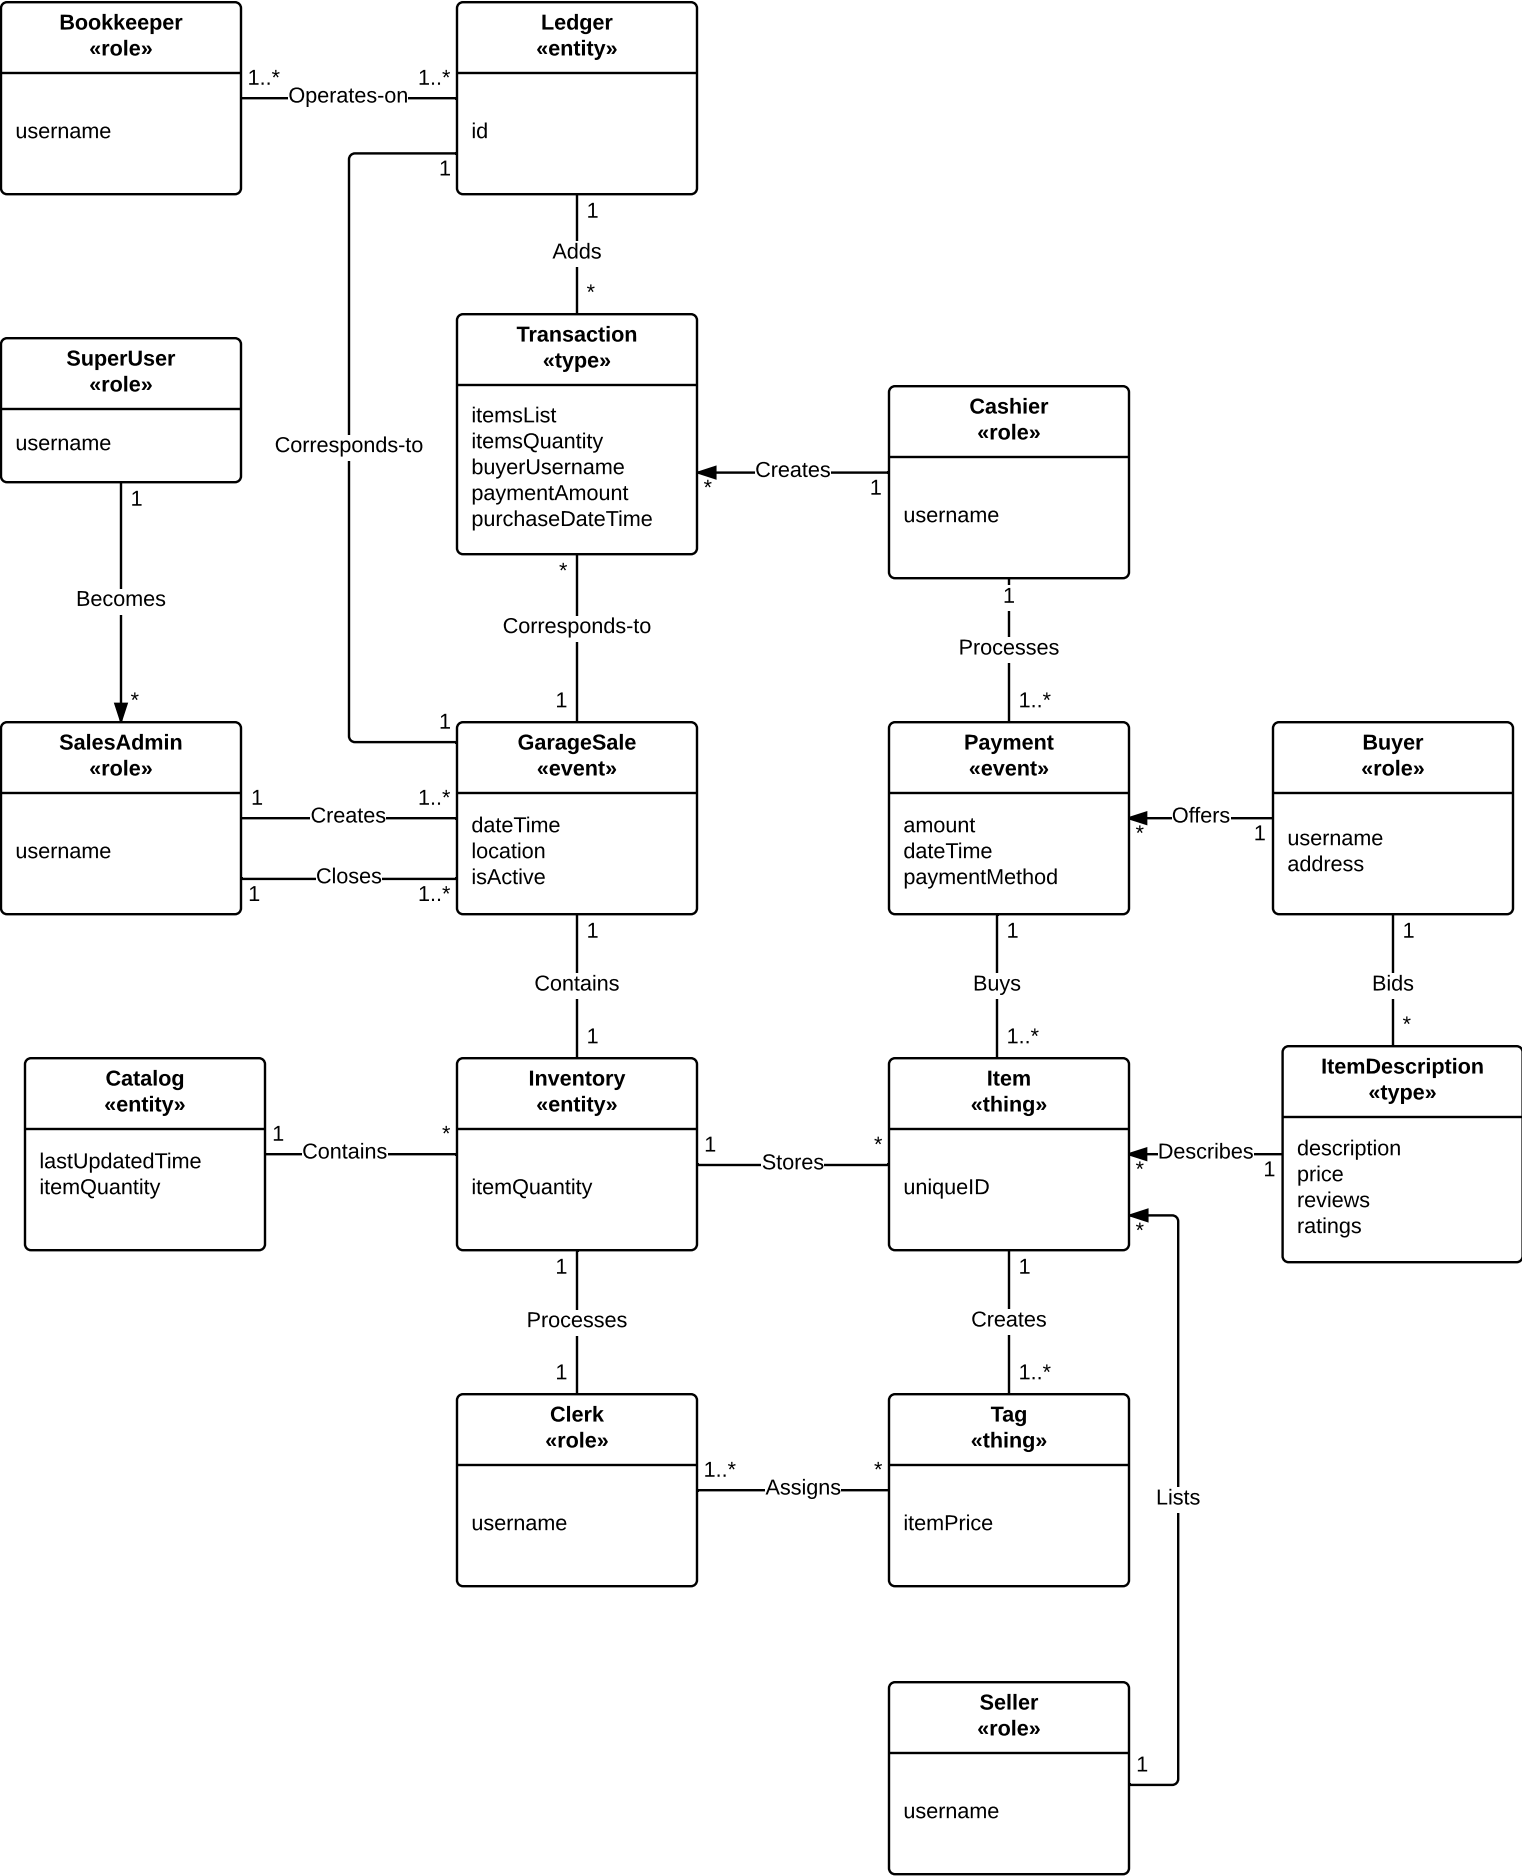 Bookkeeper
«role»
username
1..*
Operates-on
1..*
Ledger
«entity»
id
1
1
Adds
*
Corresponds-to
1
Transaction
«type»
itemsList
itemsQuantity
buyerUsername
paymentAmount
purchaseDateTime
SuperUser
«role»
username
1
Becomes
*
*
Creates
1
Cashier
«role»
username
*
Corresponds-to
1
1
Processes
1..*
SalesAdmin
«role»
username
1
Creates
1..*
1
Closes
1..*
GarageSale
«event»
dateTime
location
isActive
Payment
«event»
amount
dateTime
paymentMethod
*
Offers
1
Buyer
«role»
username
address
1
Contains
1
1
Buys
1..*
1
Bids
*
Catalog
«entity»
lastUpdatedTime
itemQuantity
1
Contains
*
Inventory
«entity»
itemQuantity
1
Stores
*
Item
«thing»
uniqueID
*
Describes
1
ItemDescription
«type»
description
price
reviews
ratings
*
1
Processes
1
1
Creates
1..*
Clerk
«role»
username
1..*
Assigns
*
Tag
«thing»
itemPrice
Lists
Seller
«role»
username
1